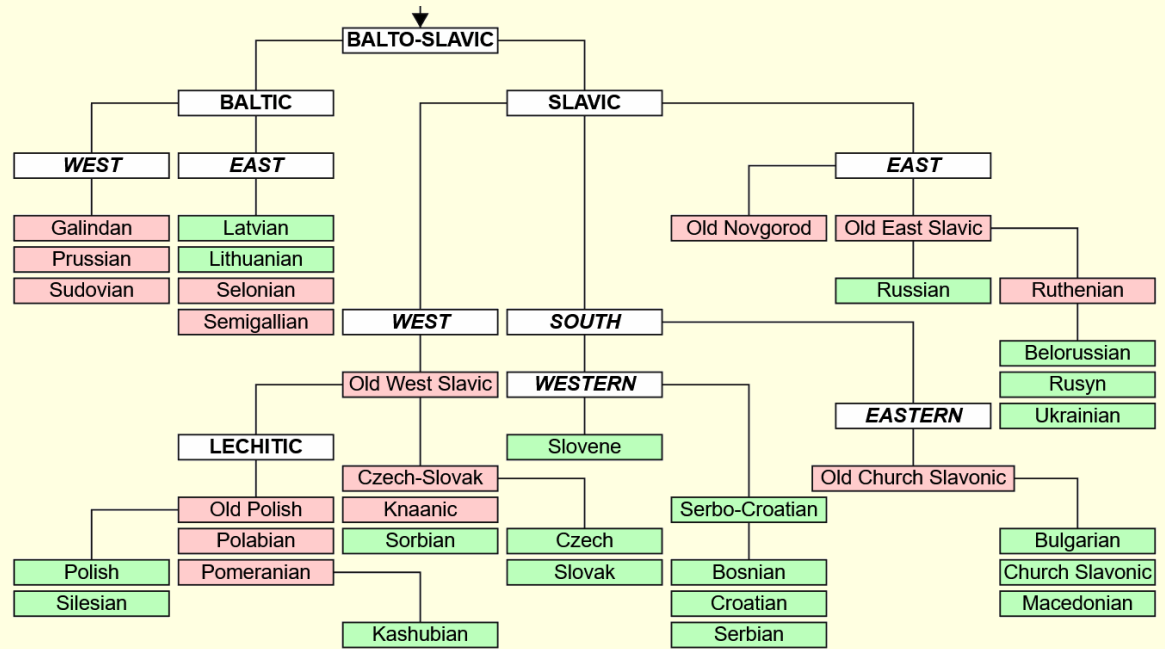 BALTO-SLAVIC
BALTIC
SLAVIC
WEST
EAST
EAST
Galindan
Latvian
Old Novgorod
Old East Slavic
Prussian
Lithuanian
Sudovian
Selonian
Russian
Ruthenian
Semigallian
WEST
SOUTH
Belorussian
Old West Slavic
WESTERN
Rusyn
EASTERN
Ukrainian
LECHITIC
Slovene
Czech-Slovak
Old Church Slavonic
Old Polish
Knaanic
Serbo-Croatian
Polabian
Sorbian
Czech
Bulgarian
Polish
Pomeranian
Slovak
Bosnian
Church Slavonic
Silesian
Croatian
Macedonian
Kashubian
Serbian